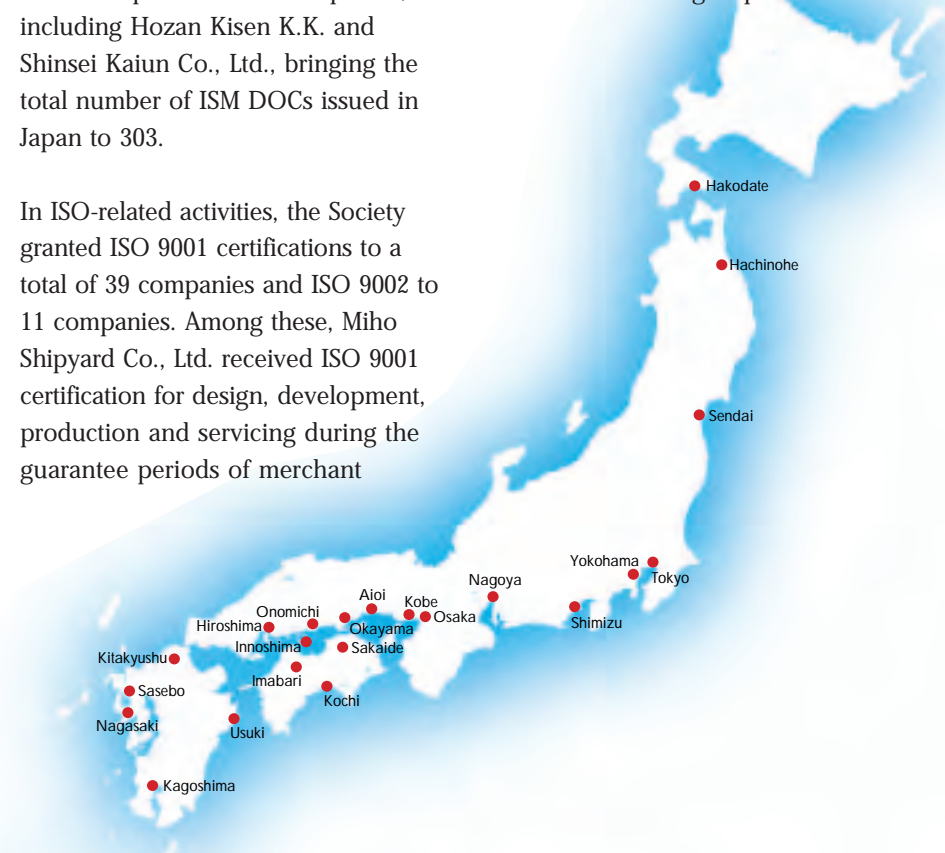 including Hozan Kisen K.K. and
Shinsei Kaiun Co., Ltd., bringing the
total number of ISM DOCs issued in
Japan to 303.
In ISO-related activities, the Society
granted ISO 9001 certifications to a
total of 39 companies and ISO 9002 to
11 companies. Among these, Miho
Shipyard Co., Ltd. received ISO 9001
certification for design, development,
production and servicing during the
guarantee periods of merchant
Hakodate
Hachinohe
Sendai
Yokohama
Tokyo
Nagoya
Shimizu
Aioi
Kobe
Osaka
Onomichi
Okayama
Hiroshima
Innoshima
Sakaide
Kitakyushu
Imabari
Sasebo
Kochi
Nagasaki
Usuki
Kagoshima